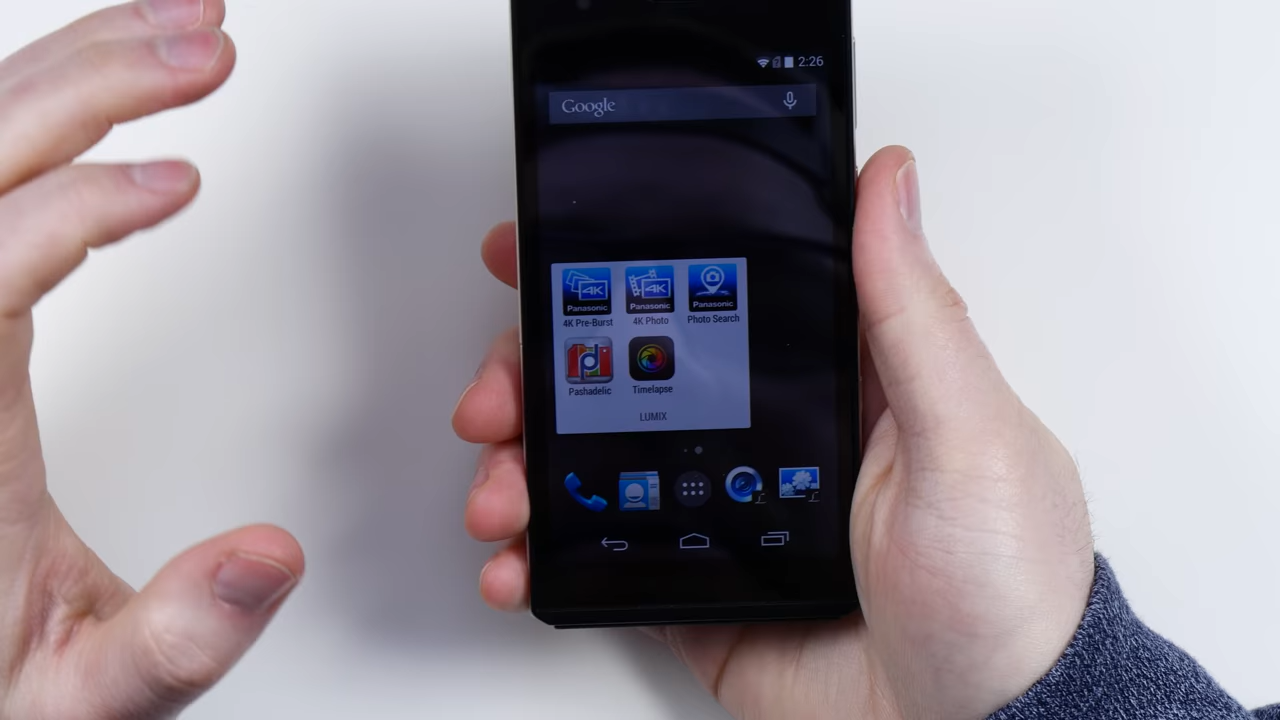 2:26
Google
4K
Panasonic
4K Pre-Burst
4K
Panasonic
4K Photo
Panasonic
Photo Search
Pashadelic
Timelapse
LUMIX